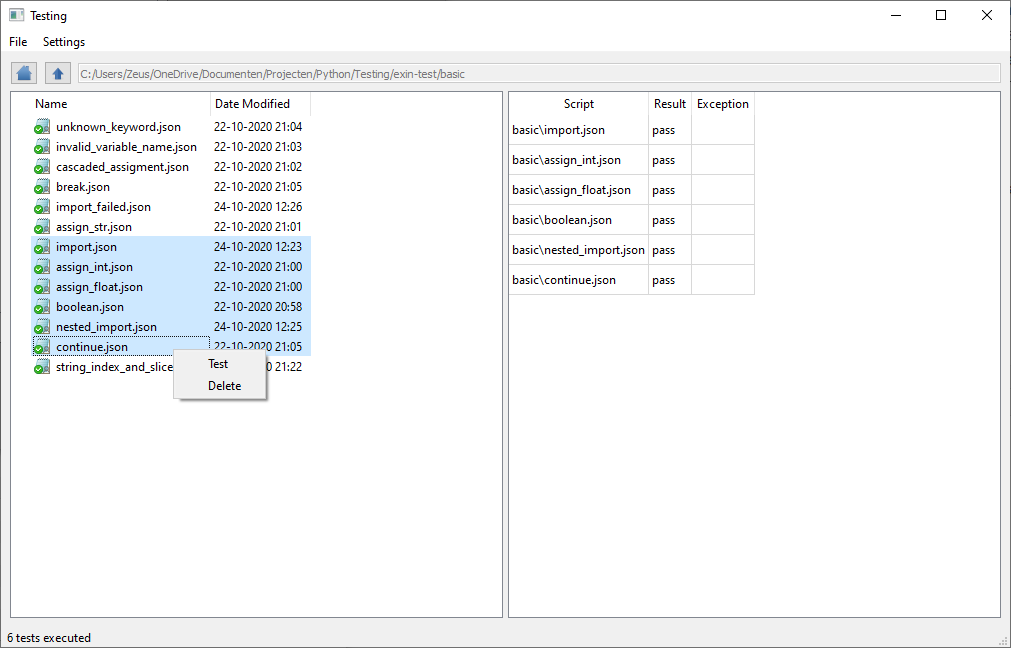 Testing
File Settings
C:/Users/Zeus/OneDrive/Documenten/Projecten/Python/Testing/exin-test/basic
Name Date Modified
unknown_keyword.json 22-10-2020 21:04
invalid_variable_name.json 22-10-2020 21:03
cascaded_assigment.json 22-10-2020 21:02
break.json 22-10-2020 21:05
import_failed.json 24-10-2020 12:26
assign_str.json 22-10-2020 21:01
import.json 24-10-2020 12:23
assign_int.json 22-10-2020 21:00
assign_float.json 22-10-2020 21:00
boolean.json 22-10-2020 20:58
nested_import.json 24-10-2020 12:25
continue.json 22-10-2020 21:05
string_index_and_slice 0 21:22
Test
Delete
Script Result Exception
basic\import.json pass
basic\assign_int.json pass
basic\assign_float.json pass
basic\boolean.json pass
basic\nested_import.json pass
basic\continue.json pass
6 tests executed